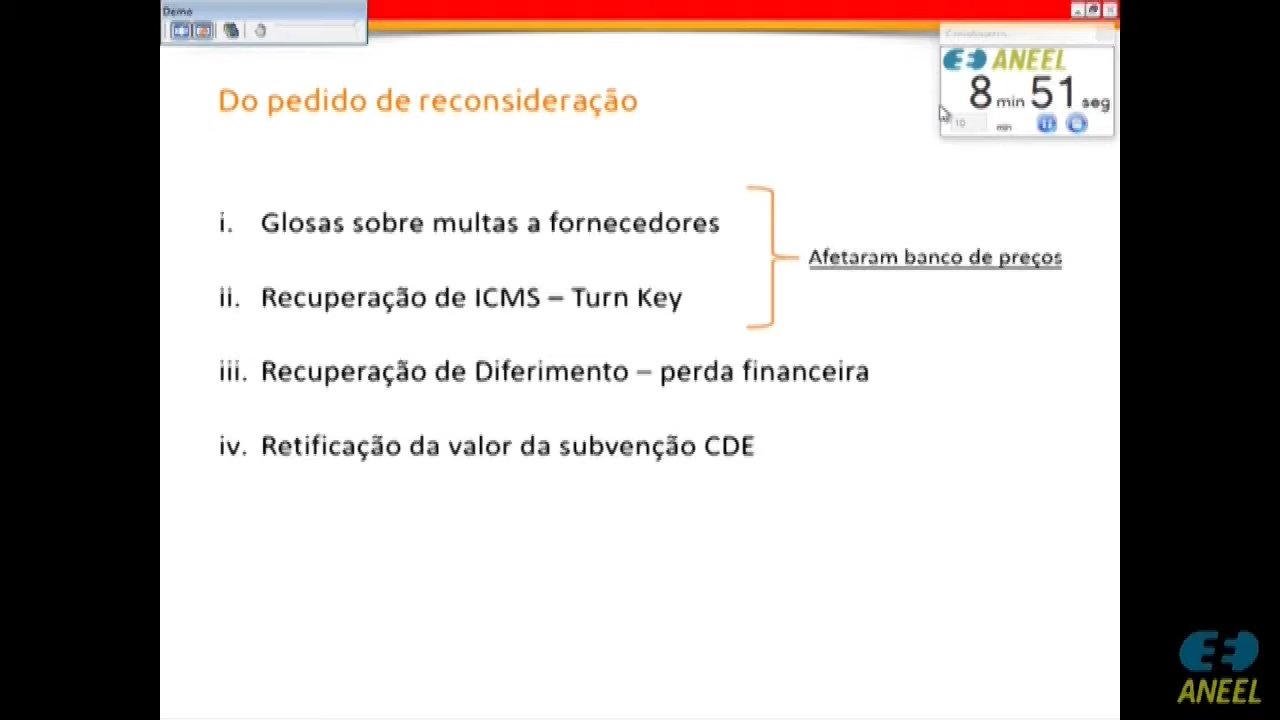 Demo
ANEEL
8 min 51 seg
10
min
Do pedido de reconsideração
i. Glosas sobre multas a fornecedores
Afetaram banco de preços
ii. Recuperação de ICMS – Turn Key
iii. Recuperação de Diferimento – perda financeira
iv. Retificação da valor da subvenção CDE
ANEEL